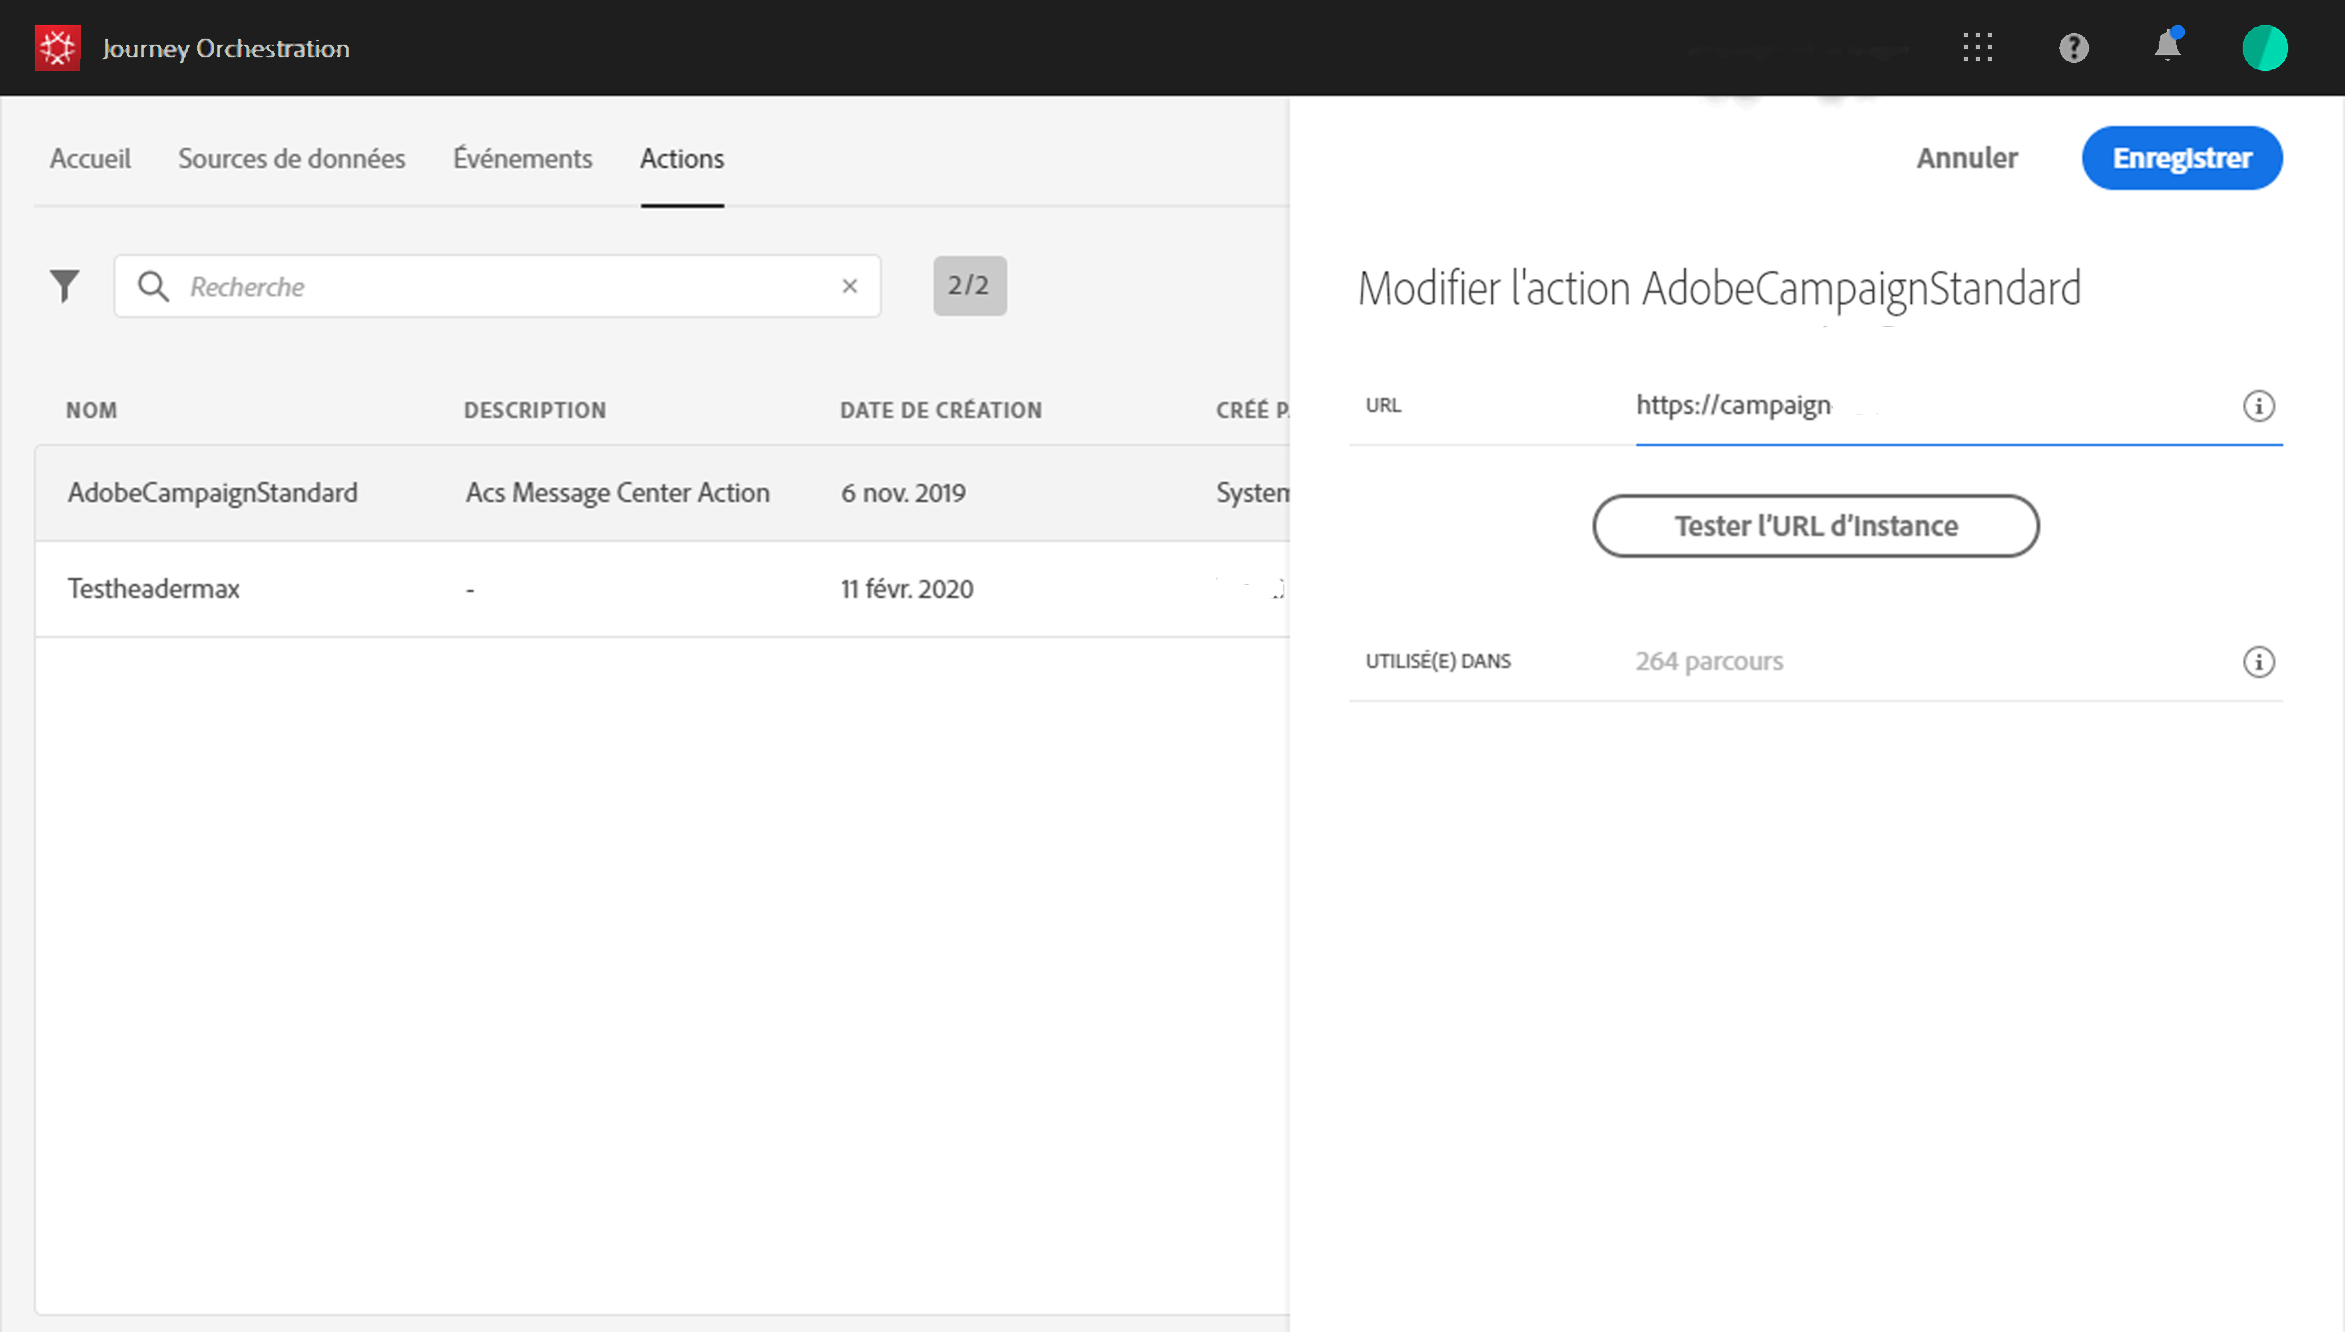 Journey Orchestration
Accueil Sources de données Événements Actions
Annuler Enregistrer
Recherche 2/2
Modifier l'action AdobeCampaignStandard
NOM DESCRIPTION DATE DE CRÉATION CRÉÉ
URL https://campaign
AdobeCampaignStandard Acs Message Center Action 6 nov. 2019 System
Tester l’URL d’Instance
Testheadermax - 11 févr. 2020
UTILISÉ(E) DANS 264 parcours